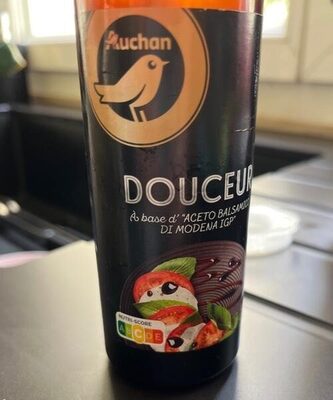 Auchan
DOUCEUR
À base d' "ACETO BALSAMICO
DI MODENA IGP"
NUTRI-SCORE
A B C D E